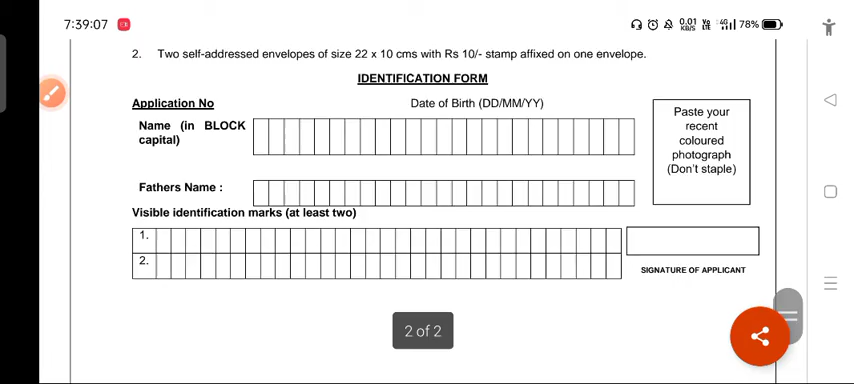 7:39:07 0.01 KB/S Vo LTE 4G 78%
2. Two self-addressed envelopes of size 22 x 10 cms with Rs 10/- stamp affixed on one envelope.
IDENTIFICATION FORM
Application No Date of Birth (DD/MM/YY)
Name (in BLOCK
capital)
Paste your
recent
coloured
photograph
(Don't staple)
Fathers Name :
Visible identification marks (at least two)
1.
2.
SIGNATURE OF APPLICANT
2 of 2